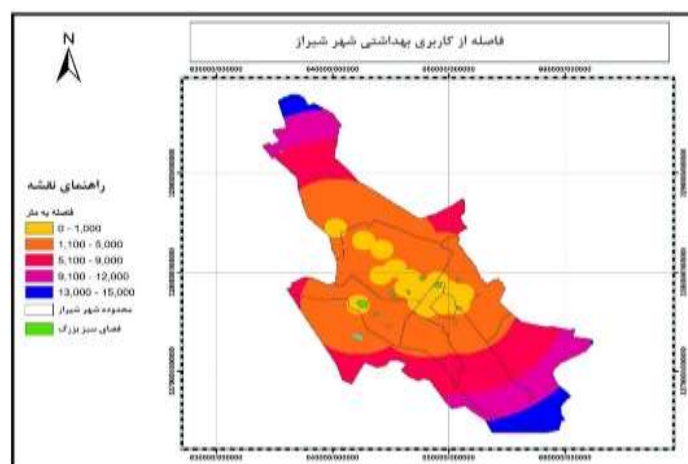 فاصله از کاربری بهداشتی شهر شیراز
N
راهنمای نقشه
فاصله به متر
0 - 1,000
1,100 - 5,000
5,100 - 9,000
9,100 - 12,000
13,000 - 15,000
محدوده شهر شیراز
فضای سبز بزرگ